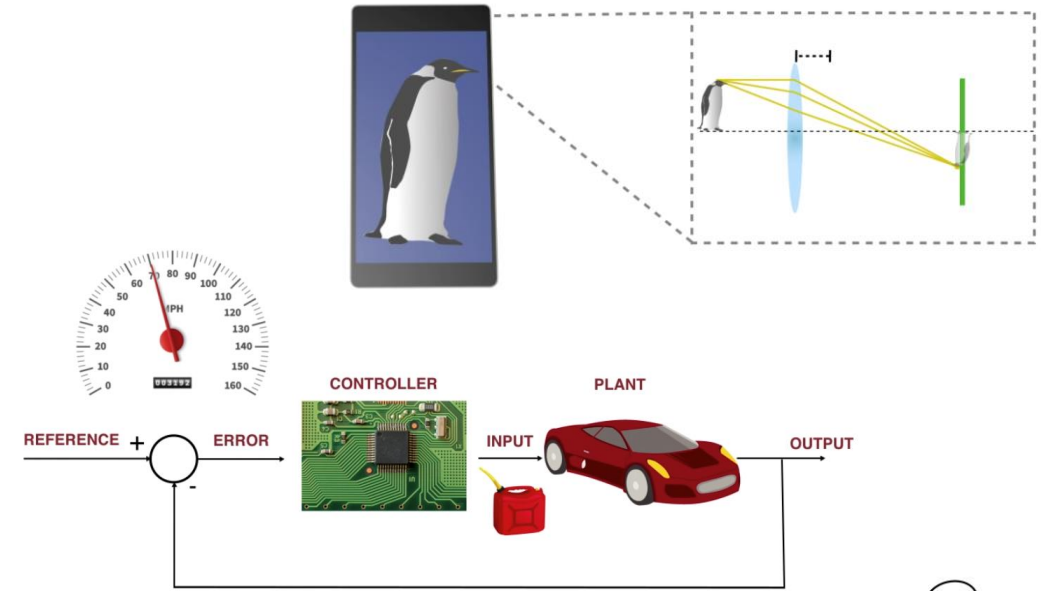 0 10 20 30 40 50 60 70 80 90 100 110 120 130 140 150 160
MPH
003192
CONTROLLER
PLANT
REFERENCE
+
ERROR
INPUT
OUTPUT
-